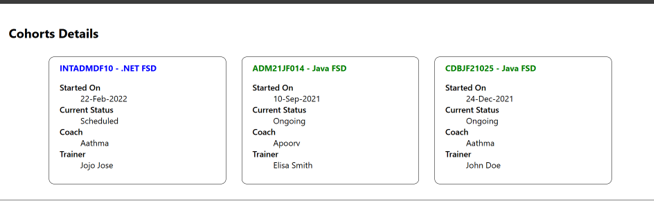 Cohorts Details
INTADMDF10 - .NET FSD
Started On
22-Feb-2022
Current Status
Scheduled
Coach
Aathma
Trainer
Jojo Jose
ADM21JF014 - Java FSD
Started On
10-Sep-2021
Current Status
Ongoing
Coach
Apoorv
Trainer
Elisa Smith
CDBJF21025 - Java FSD
Started On
24-Dec-2021
Current Status
Ongoing
Coach
Aathma
Trainer
John Doe